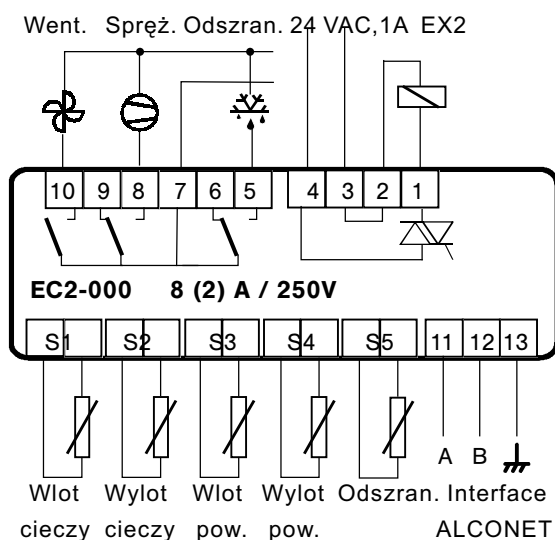 Went. Spręż. Odszran. 24 VAC,1A EX2
10 9 8 7 6 5 4 3 2 1
EC2-000 8 (2) A / 250V
S1 S2 S3 S4 S5 11 12 13
A B
Wlot Wylot Wlot Wylot Odszran. Interface
cieczy cieczy pow. pow. ALCONET